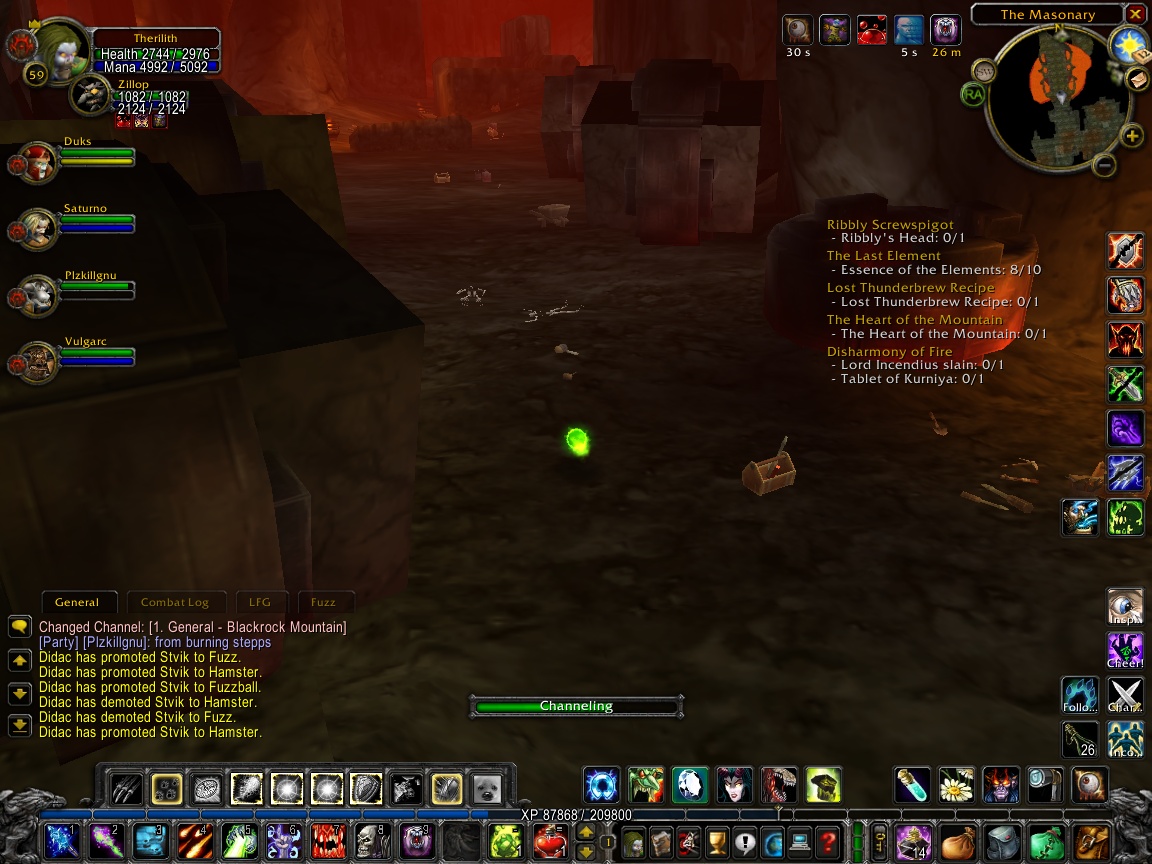 Therilith
Health 2744 / 2976
Mana 4992 / 5092
59
Zillop
1082 / 1082
2124 / 2124
Duks
Saturno
Plzkillgnu
Vulgarc
30 s
5 s
26 m
The Masonary
RA
Ribbly Screwspigot
- Ribbly's Head: 0/1
The Last Element
- Essence of the Elements: 8/10
Lost Thunderbrew Recipe
- Lost Thunderbrew Recipe: 0/1
The Heart of the Mountain
- The Heart of the Mountain: 0/1
Disharmony of Fire
- Lord Incendius slain: 0/1
- Tablet of Kurniya: 0/1
General
Combat Log
LFG
Fuzz
Changed Channel: [1. General - Blackrock Mountain]
[Party] [Plzkillgnu]: from burning stepps
Didac has promoted Stvik to Fuzz.
Didac has promoted Stvik to Hamster.
Didac has promoted Stvik to Fuzzball.
Didac has demoted Stvik to Hamster.
Didac has demoted Stvik to Fuzz.
Didac has promoted Stvik to Hamster.
Channeling
Cheer!
Follo...
Char...
26
XP 87868 / 209800
1
2
3
4
5
6
7
8
9
1
14